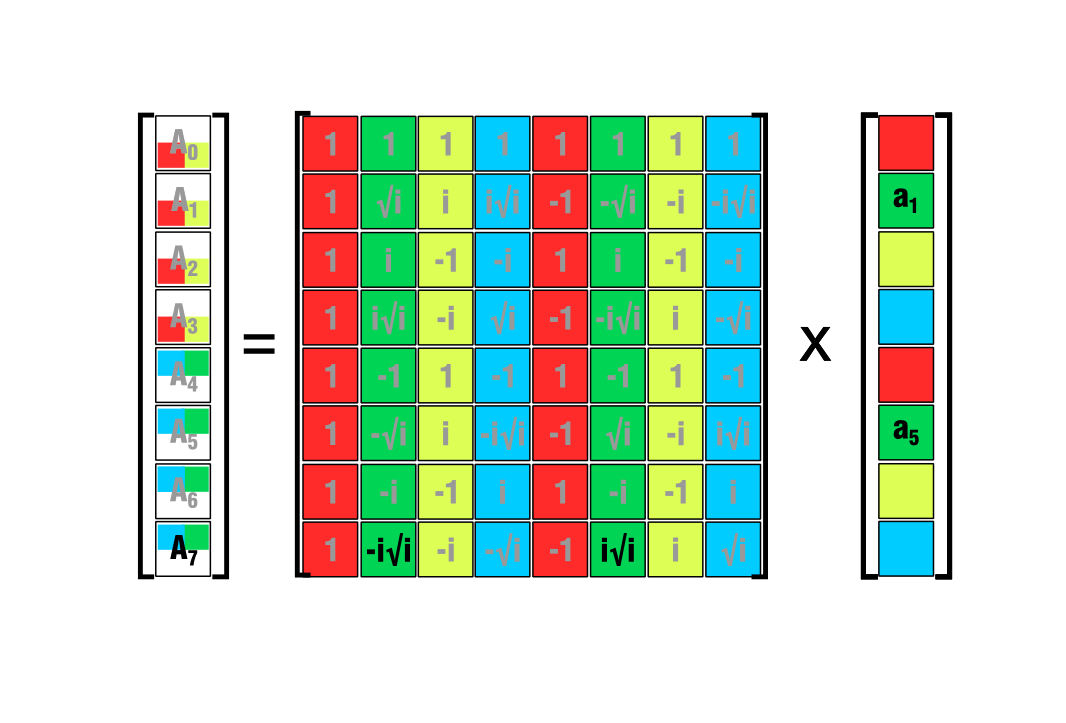 A0 1 1 1 1 1 1 1 1
A1 1 √i i i√i -1 -√i -i -i√i a1
A2 1 i -1 -i 1 i -1 -i
A3 1 i√i -i √i -1 -i√i i -√i
= x
A4 1 -1 1 -1 1 -1 1 -1
A5 1 -√i i -i√i -1 √i -i i√i a5
A6 1 -i -1 i 1 -i -1 i
A7 1 -i√i -i -√i -1 i√i i √i